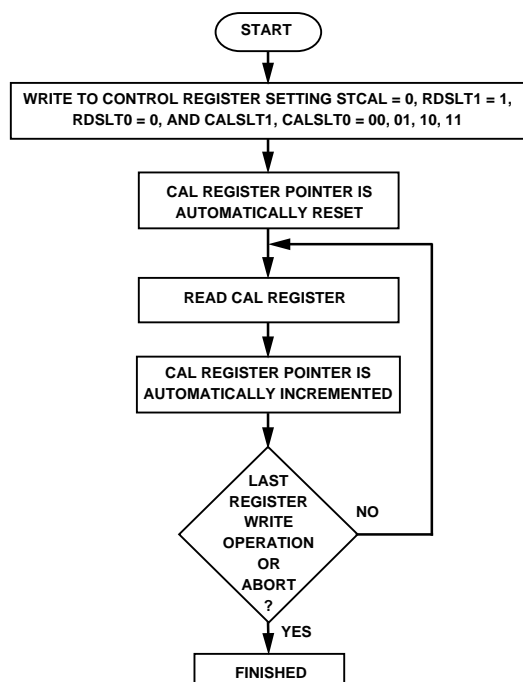 START
WRITE TO CONTROL REGISTER SETTING STCAL = 0, RDSLT1 = 1,
RDSLT0 = 0, AND CALSLT1, CALSLT0 = 00, 01, 10, 11
CAL REGISTER POINTER IS
AUTOMATICALLY RESET
READ CAL REGISTER
CAL REGISTER POINTER IS
AUTOMATICALLY INCREMENTED
LAST
REGISTER
WRITE
OPERATION
OR
ABORT
?
NO
YES
FINISHED